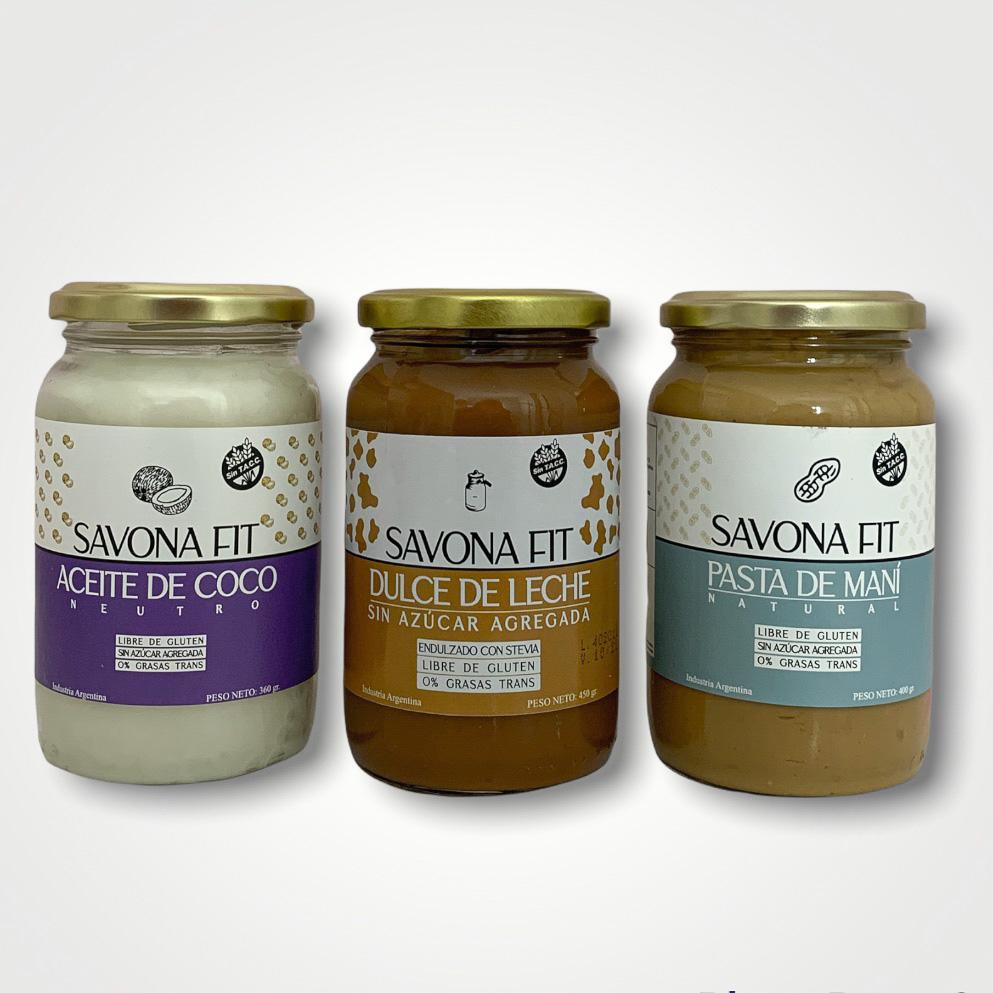 Sin T.A.C.C.
SAVONA FIT
ACEITE DE COCO
NEUTRO
LIBRE DE GLUTEN
SIN AZÚCAR AGREGADA
0% GRASAS TRANS
Industria Argentina
PESO NETO: 360 gr.
Sin T.A.C.C.
SAVONA FIT
DULCE DE LECHE
SIN AZÚCAR AGREGADA
ENDULZADO CON STEVIA
LIBRE DE GLUTEN
0% GRASAS TRANS
Industria Argentina
PESO NETO: 450 gr.
Sin T.A.C.C.
SAVONA FIT
PASTA DE MANÍ
NATURAL
LIBRE DE GLUTEN
SIN AZÚCAR AGREGADA
0% GRASAS TRANS
Industria Argentina
PESO NETO: 400 gr.